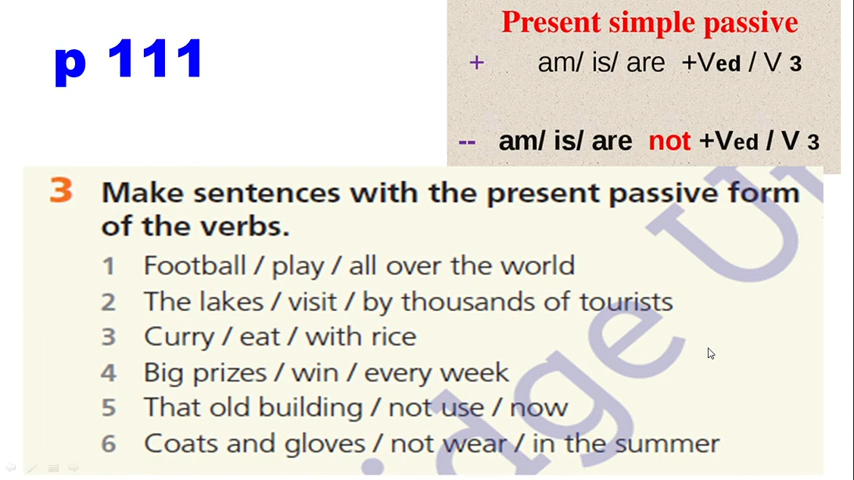 p 111
Present simple passive
+ am/ is/ are +Ved / V 3
-- am/ is/ are not +Ved / V 3
3 Make sentences with the present passive form
of the verbs.
1 Football / play / all over the world
2 The lakes / visit / by thousands of tourists
3 Curry / eat / with rice
4 Big prizes / win / every week
5 That old building / not use / now
6 Coats and gloves / not wear / in the summer